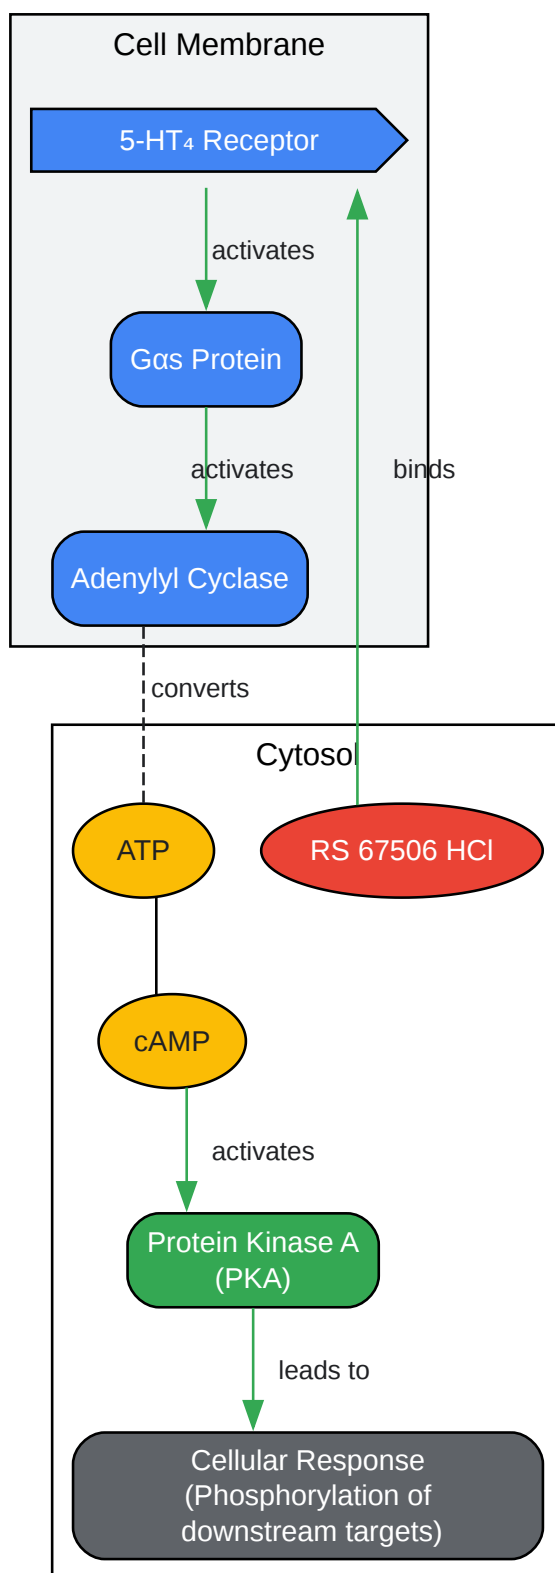 Cell Membrane
5-HT₄ Receptor
activates
Gαs Protein
activates
binds
Adenylyl Cyclase
converts
Cytosol
ATP
RS 67506 HCl
cAMP
activates
Protein Kinase A
(PKA)
leads to
Cellular Response
(Phosphorylation of
downstream targets)